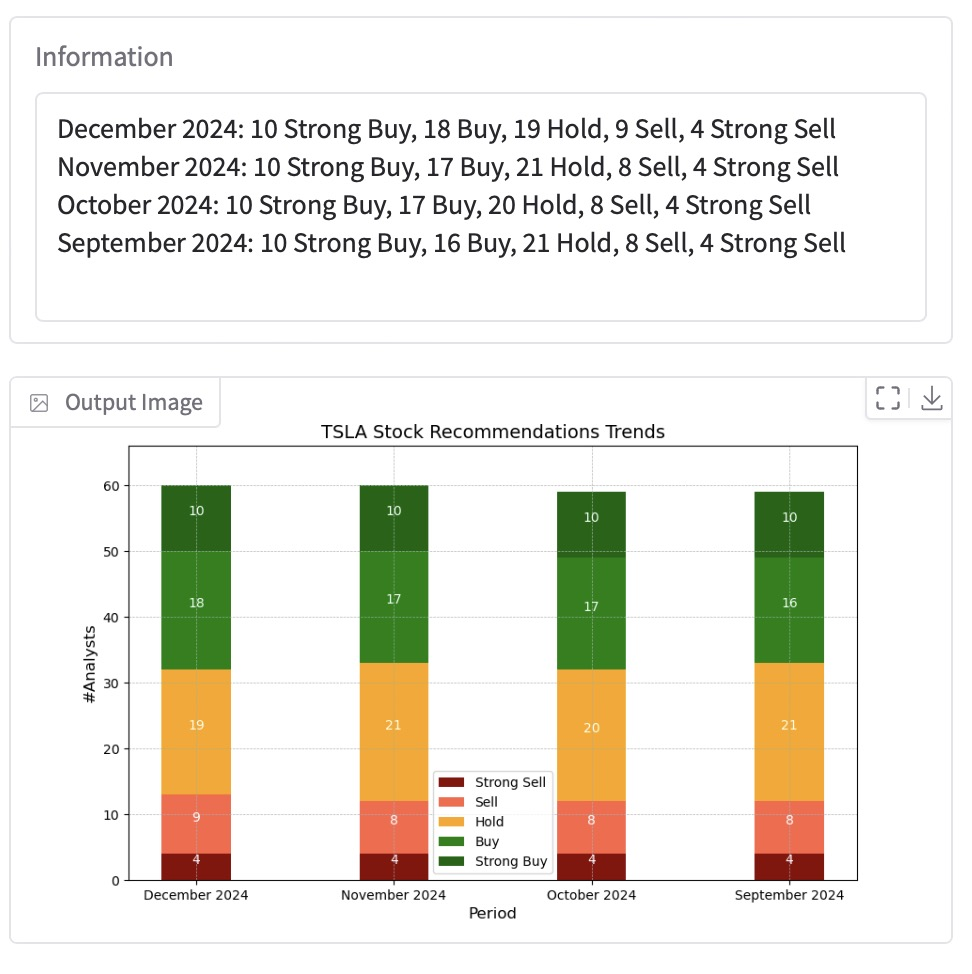 Information
December 2024: 10 Strong Buy, 18 Buy, 19 Hold, 9 Sell, 4 Strong Sell
November 2024: 10 Strong Buy, 17 Buy, 21 Hold, 8 Sell, 4 Strong Sell
October 2024: 10 Strong Buy, 17 Buy, 20 Hold, 8 Sell, 4 Strong Sell
September 2024: 10 Strong Buy, 16 Buy, 21 Hold, 8 Sell, 4 Strong Sell
Output Image
TSLA Stock Recommendations Trends
#Analysts
60
50
40
30
20
10
0
10 10 10 10
18 17 17 16
19 21 20 21
9 8 8 8
4 4 4 4
Strong Sell
Sell
Hold
Buy
Strong Buy
December 2024 November 2024 October 2024 September 2024
Period